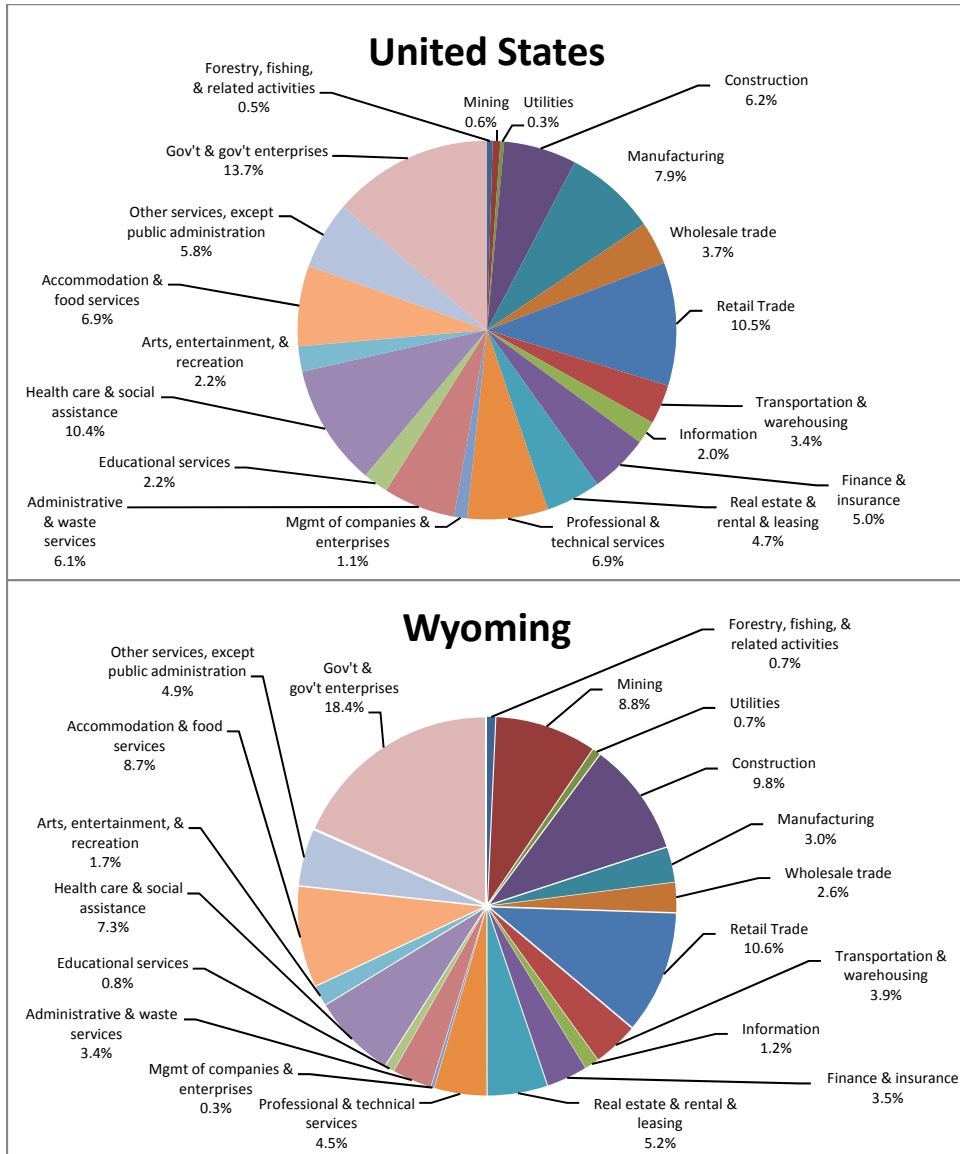 United States
Forestry, fishing,
& related activities
0.5%
Mining
0.6%
Utilities
0.3%
Construction
6.2%
Manufacturing
7.9%
Wholesale trade
3.7%
Retail Trade
10.5%
Transportation &
warehousing
3.4%
Information
2.0%
Finance &
insurance
5.0%
Real estate &
rental & leasing
4.7%
Professional &
technical services
6.9%
Mgmt of companies &
enterprises
1.1%
Administrative
& waste
services
6.1%
Educational services
2.2%
Health care & social
assistance
10.4%
Arts, entertainment, &
recreation
2.2%
Accommodation &
food services
6.9%
Other services, except
public administration
5.8%
Gov't & gov't enterprises
13.7%
Wyoming
Forestry, fishing, &
related activities
0.7%
Mining
8.8%
Utilities
0.7%
Construction
9.8%
Manufacturing
3.0%
Wholesale trade
2.6%
Retail Trade
10.6%
Transportation &
warehousing
3.9%
Information
1.2%
Finance & insurance
3.5%
Real estate & rental &
leasing
5.2%
Professional & technical
services
4.5%
Mgmt of companies &
enterprises
0.3%
Administrative & waste
services
3.4%
Educational services
0.8%
Health care & social
assistance
7.3%
Arts, entertainment, &
recreation
1.7%
Accommodation & food
services
8.7%
Other services, except
public administration
4.9%
Gov't &
gov't enterprises
18.4%